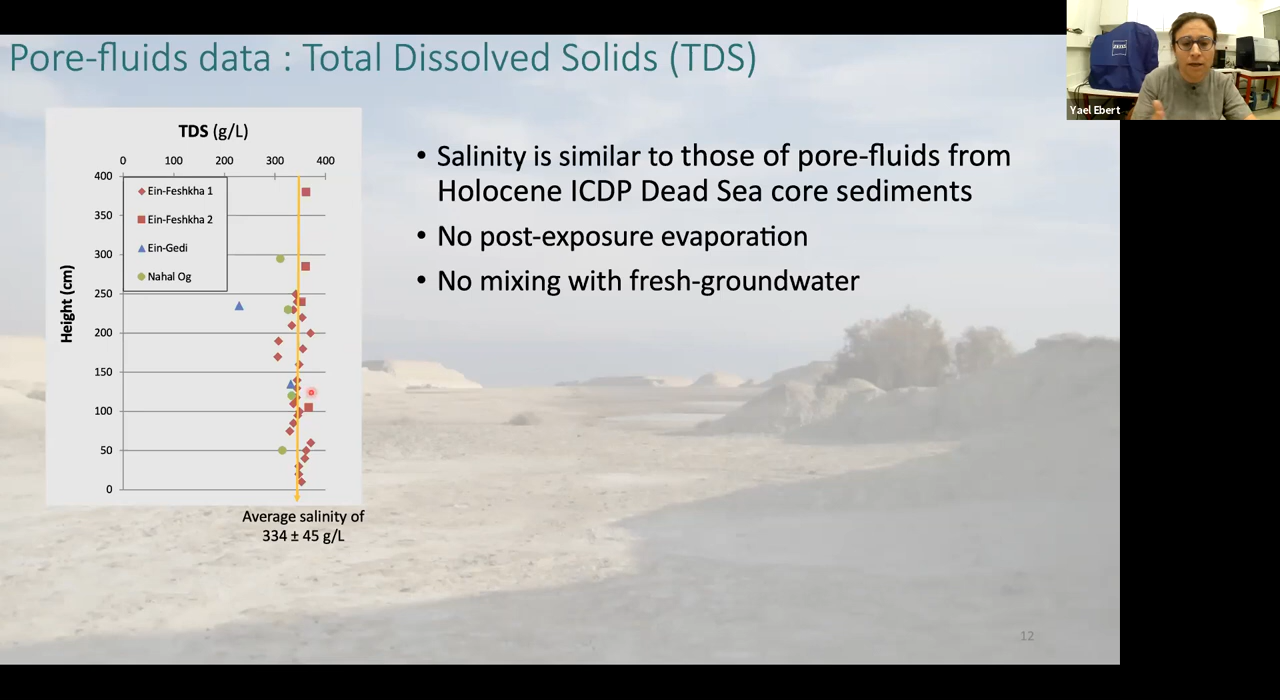 Pore-fluids data : Total Dissolved Solids (TDS)
Yael Ebert
ZEISS
TDS (g/L)
0 100 200 300 400
400
350
300
250
200
150
100
50
0
Height (cm)
Ein-Feshkha 1
Ein-Feshkha 2
Ein-Gedi
Nahal Og
Average salinity of
334 ± 45 g/L
• Salinity is similar to those of pore-fluids from
Holocene ICDP Dead Sea core sediments
• No post-exposure evaporation
• No mixing with fresh-groundwater
12